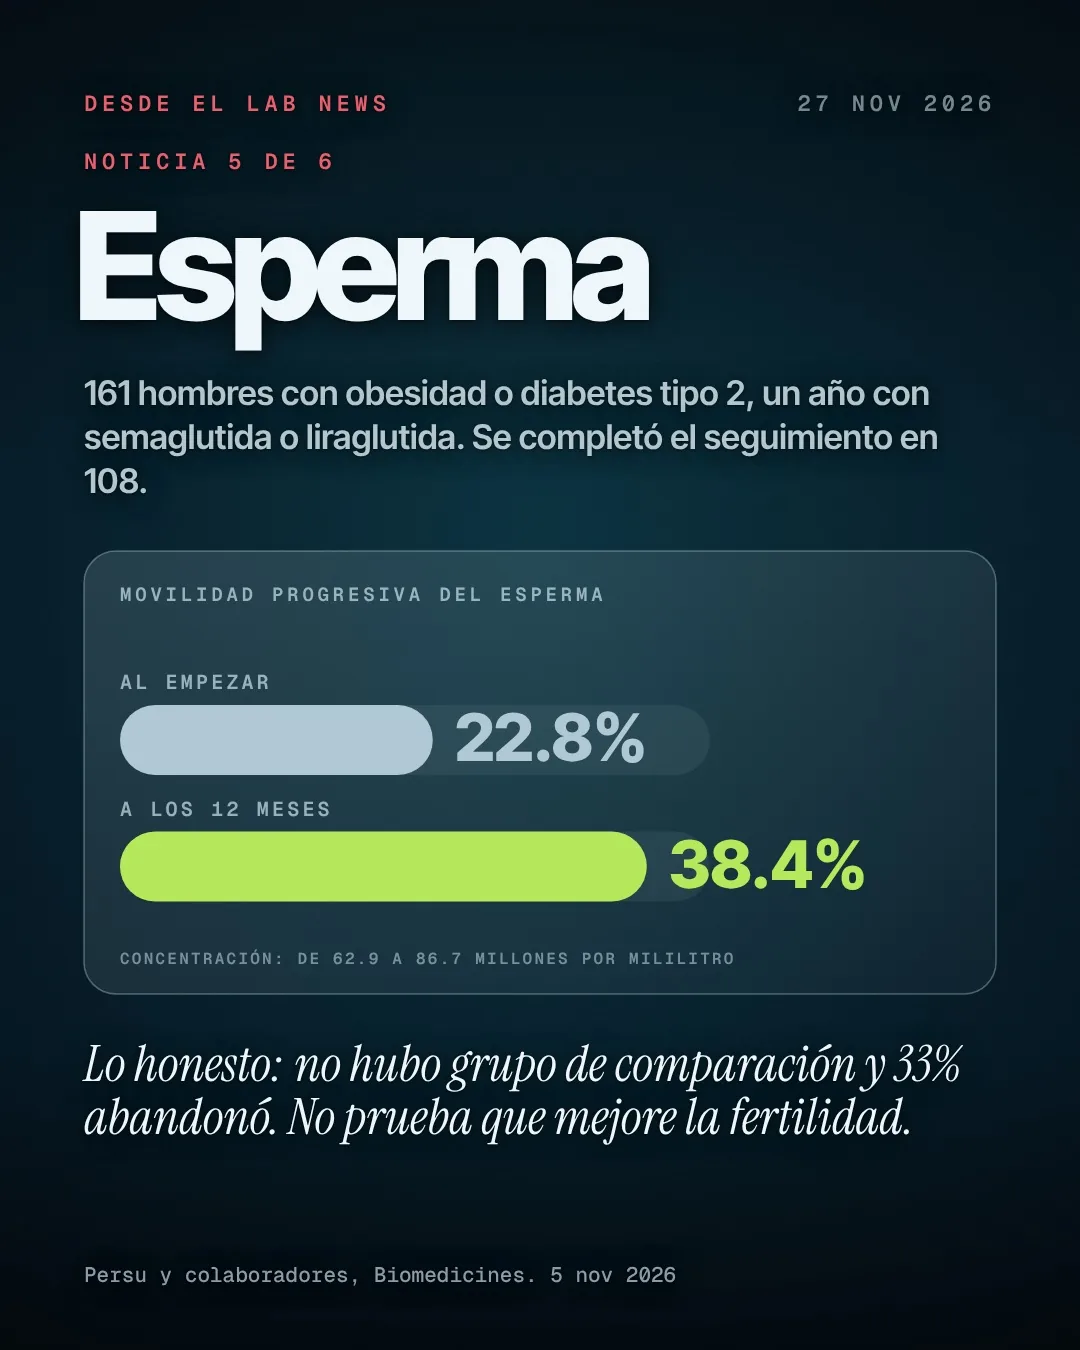 DESDE EL LAB NEWS
27 NOV 2026
NOTICIA 5 DE 6
Esperma
161 hombres con obesidad o diabetes tipo 2, un año con
semaglutida o liraglutida. Se completó el seguimiento en
108.
MOVILIDAD PROGRESIVA DEL ESPERMA
AL EMPEZAR
22.8%
A LOS 12 MESES
38.4%
CONCENTRACIÓN: DE 62.9 A 86.7 MILLONES POR MILILITRO
Lo honesto: no hubo grupo de comparación y 33%
abandonó. No prueba que mejore la fertilidad.
Persu y colaboradores, Biomedicines. 5 nov 2026